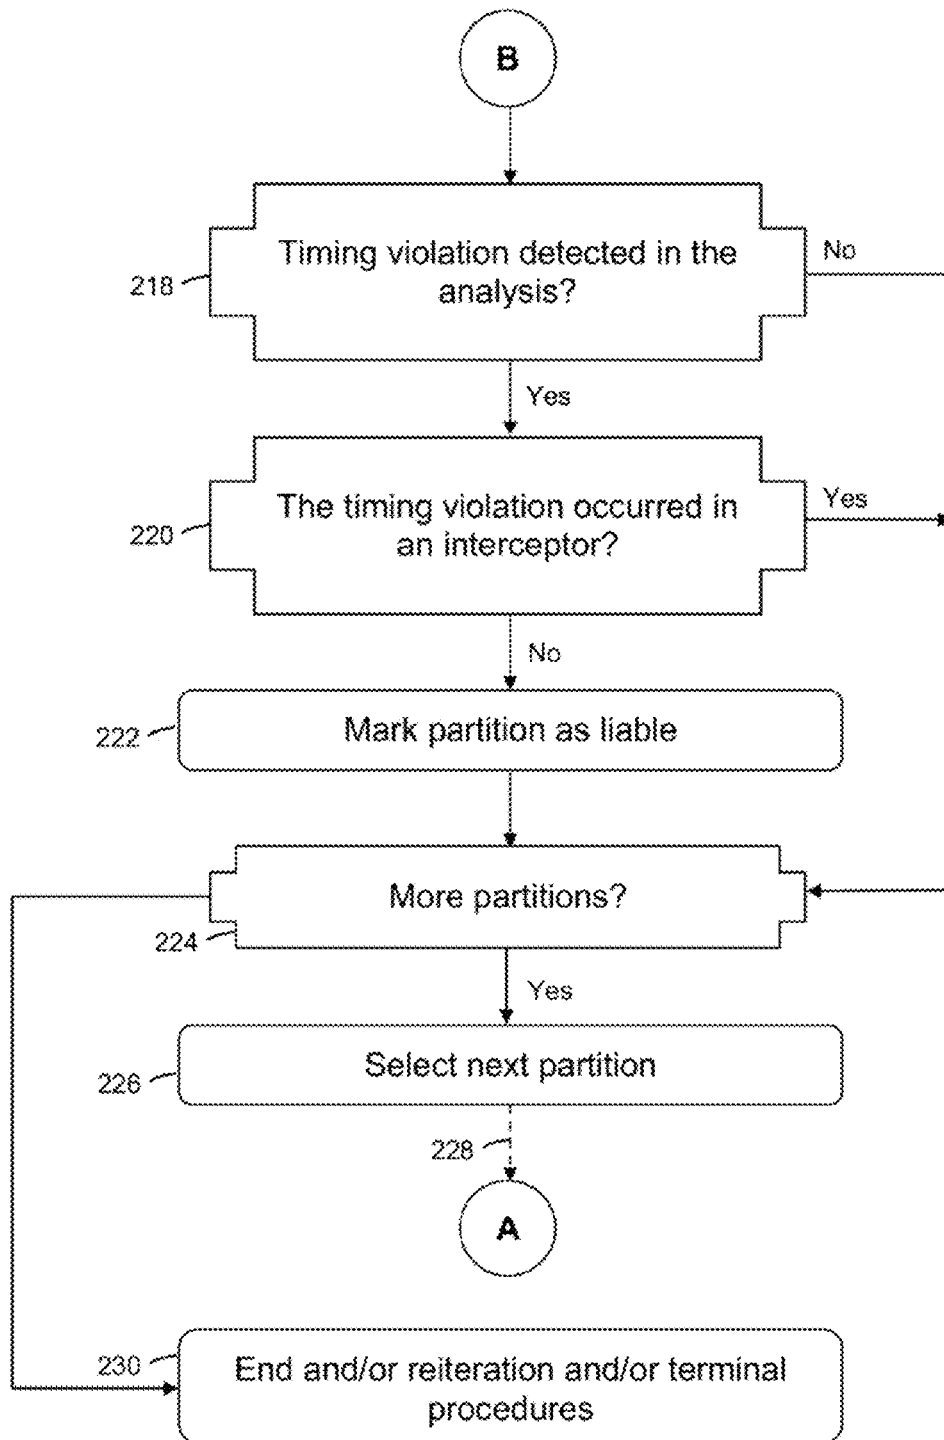 B
Timing violation detected in the
analysis?
No
218
Yes
The timing violation occurred in
an interceptor?
Yes
220
No
Mark partition as liable
222
More partitions?
224
Yes
Select next partition
226
228
A
End and/or reiteration and/or terminal
procedures
230